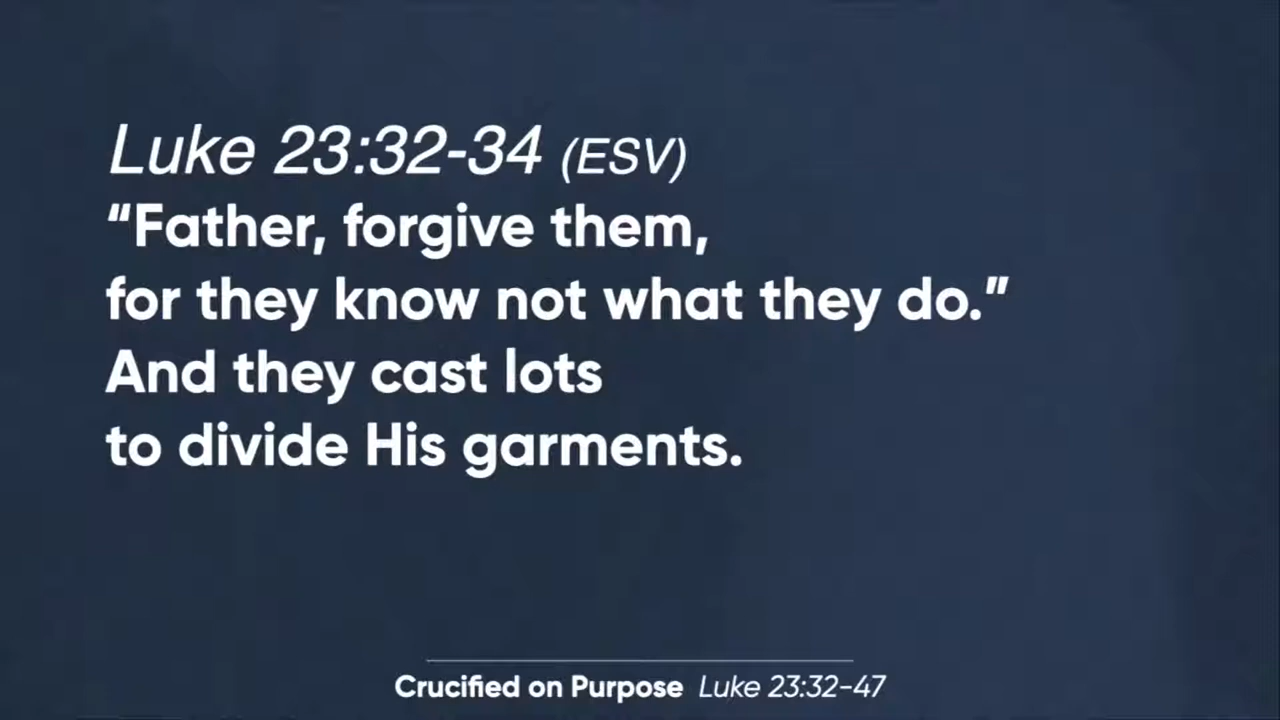 Luke 23:32-34 (ESV)
“Father, forgive them,
for they know not what they do.”
And they cast lots
to divide His garments.
Crucified on Purpose Luke 23:32-47